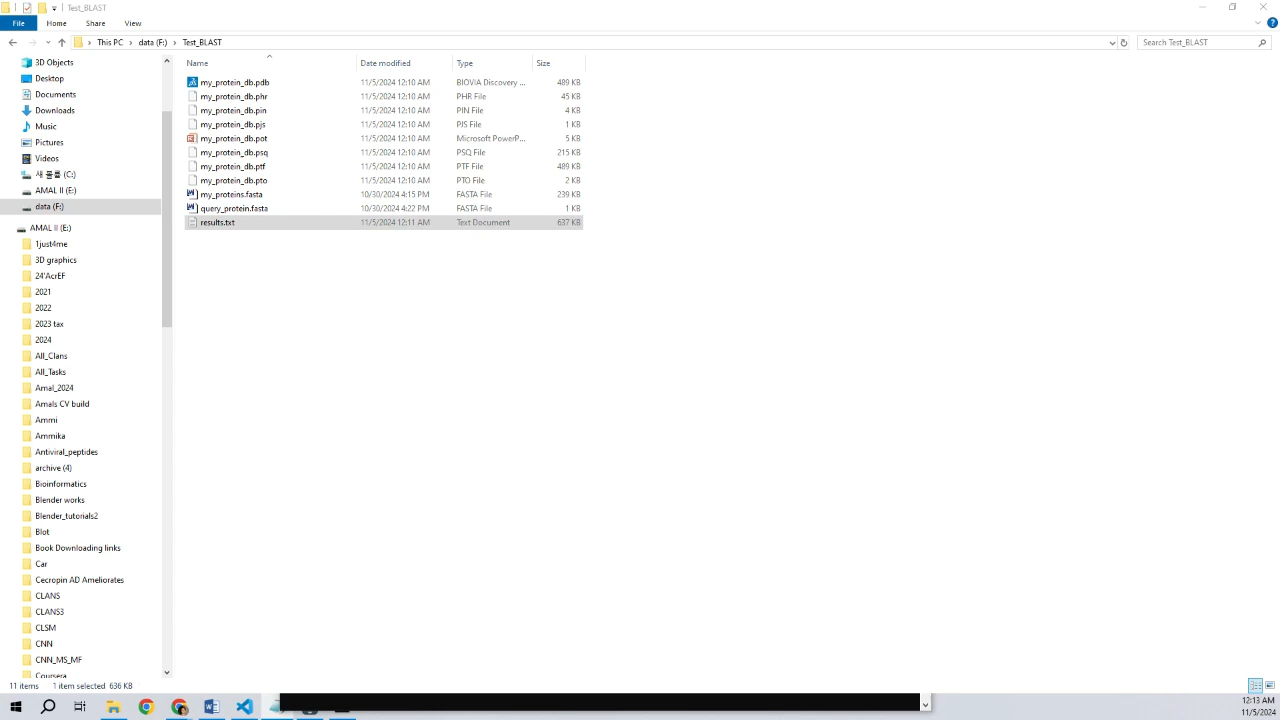 Test_BLAST
File Home Share View
This PC data (F:) Test_BLAST Search Test_BLAST
Name Date modified Type Size
3D Objects
Desktop
Documents
Downloads
Music
Pictures
Videos
새 볼륨 (C:)
AMAL II (E:)
data (F:)
AMAL II (E:)
1just4me
3D graphics
24'AcrEF
2021
2022
2023 tax
2024
All_Clans
All_Tasks
Amal_2024
Amals CV build
Ammi
Ammika
Antiviral_peptides
archive (4)
Bioinformatics
Blender works
Blender_tutorials2
Blot
Book Downloading links
Car
Cecropin AD Ameliorates
CLANS
CLANS3
CLSM
CNN
CNN_MS_MF
Coursera
my_protein_db.pdb 11/5/2024 12:10 AM BIOVIA Discovery ... 489 KB
my_protein_db.phr 11/5/2024 12:10 AM PHR File 45 KB
my_protein_db.pin 11/5/2024 12:10 AM PIN File 4 KB
my_protein_db.pjs 11/5/2024 12:10 AM PJS File 1 KB
my_protein_db.pot 11/5/2024 12:10 AM Microsoft PowerP... 5 KB
my_protein_db.psq 11/5/2024 12:10 AM PSQ File 215 KB
my_protein_db.ptf 11/5/2024 12:10 AM PTF File 489 KB
my_protein_db.pto 11/5/2024 12:10 AM PTO File 2 KB
my_proteins.fasta 10/30/2024 4:15 PM FASTA File 239 KB
query_protein.fasta 10/30/2024 4:22 PM FASTA File 1 KB
results.txt 11/5/2024 12:11 AM Text Document 637 KB
11 items 1 item selected 636 KB
12:13 AM
11/5/2024